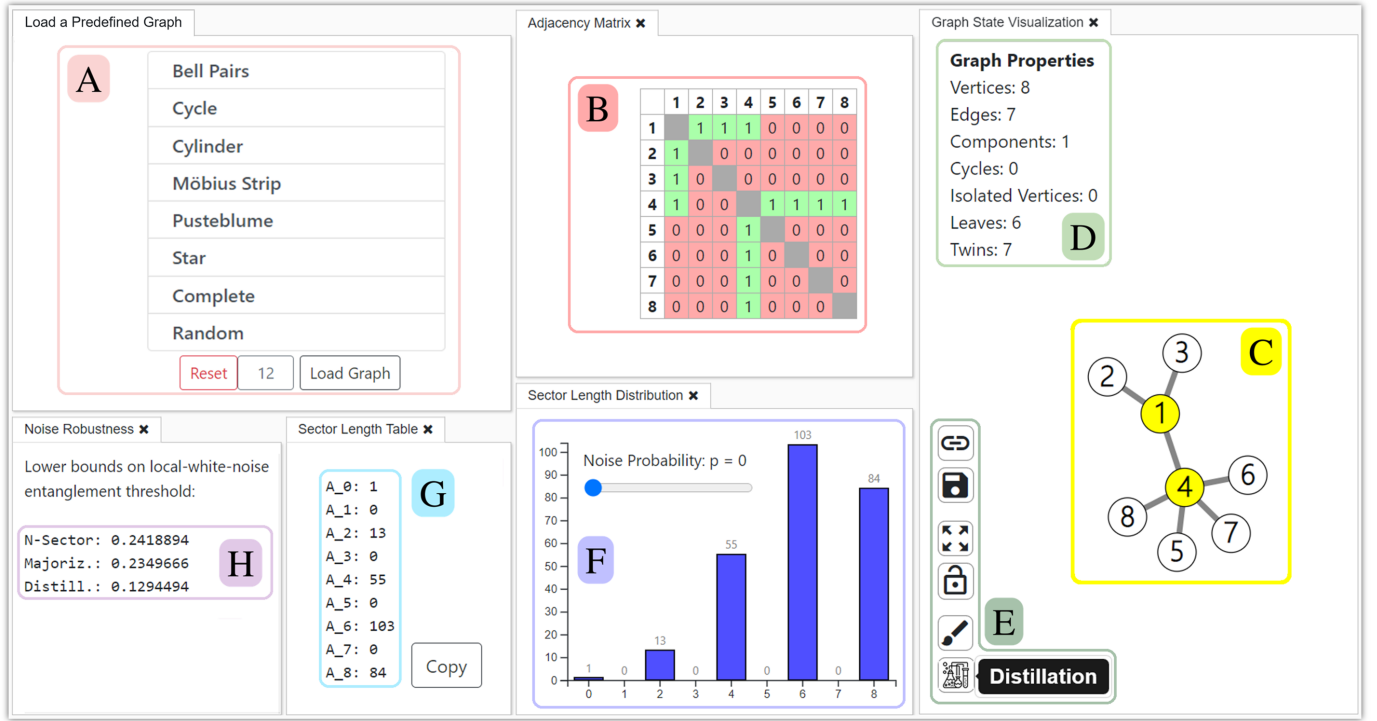 Load a Predefined Graph
A
Bell Pairs
Cycle
Cylinder
Möbius Strip
Pusteblume
Star
Complete
Random
Reset 12 Load Graph
Adjacency Matrix ✖
B
1 2 3 4 5 6 7 8
1 1 1 1 0 0 0 0
2 1 0 0 0 0 0 0
3 1 0 0 0 0 0 0
4 1 0 0 1 1 1 1
5 0 0 0 1 0 0 0
6 0 0 0 1 0 0 0
7 0 0 0 1 0 0 0
8 0 0 0 1 0 0 0
Graph State Visualization ✖
Graph Properties
Vertices: 8
Edges: 7
Components: 1
Cycles: 0
Isolated Vertices: 0
Leaves: 6
Twins: 7
D
C
3
2
1
6
4
8
7
5
E
Distillation
Noise Robustness ✖
Lower bounds on local-white-noise
entanglement threshold:
N-Sector: 0.2418894
Majoriz.: 0.2349666
Distill.: 0.1294494
H
Sector Length Table ✖
A_0: 1
A_1: 0
A_2: 13
A_3: 0
A_4: 55
A_5: 0
A_6: 103
A_7: 0
A_8: 84
G
Copy
Sector Length Distribution ✖
Noise Probability: p = 0
F
100
90
80
70
60
50
40
30
20
10
0
1 0 13 0 55 0 103 0 84
0 1 2 3 4 5 6 7 8